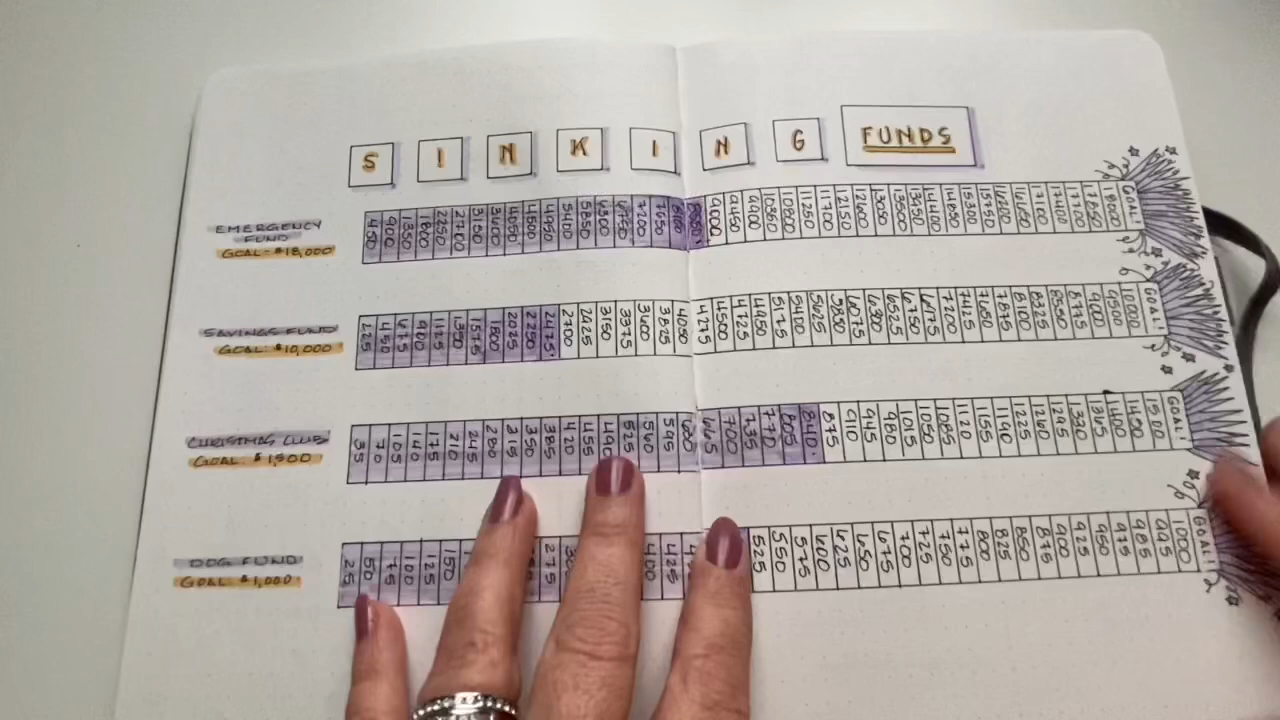 S I N K I N G FUNDS
EMERGENCY
FUND
GOAL: $18,000
450 900 1350 1800 2250 2700 3150 3600 4050 4500 4950 5400 5850 6300 6750 7200 7650 8100 8550 9000 9450 9900 10350 10800 11250 11700 12150 12600 13050 13500 13950 14400 14850 15300 15750 16200 16650 17100 17400 17700 17850 18000 GOAL!
SAVINGS FUND
GOAL: $10,000
225 450 675 900 1125 1350 1575 1800 2025 2250 2475 2700 2925 3150 3375 3600 3825 4050 4275 4500 4725 4950 5175 5400 5625 5800 6075 6300 6525 6750 6975 7200 7425 7650 7875 8100 8325 8550 8775 9000 9500 10000 GOAL!
CHRISTMAS CLUB
GOAL: $1,500
35 70 105 140 175 210 245 280 315 350 385 420 455 490 525 560 595 600 665 700 735 770 805 840 875 910 945 980 1015 1050 1085 1120 1155 1190 1225 1260 1295 1330 1365 1400 1450 1500 GOAL!
DOG FUND
GOAL: $1,000
25 50 75 100 125 150 275 400 425 525 550 575 600 625 650 675 700 725 750 775 800 825 850 875 900 925 950 975 985 995 1000 GOAL!